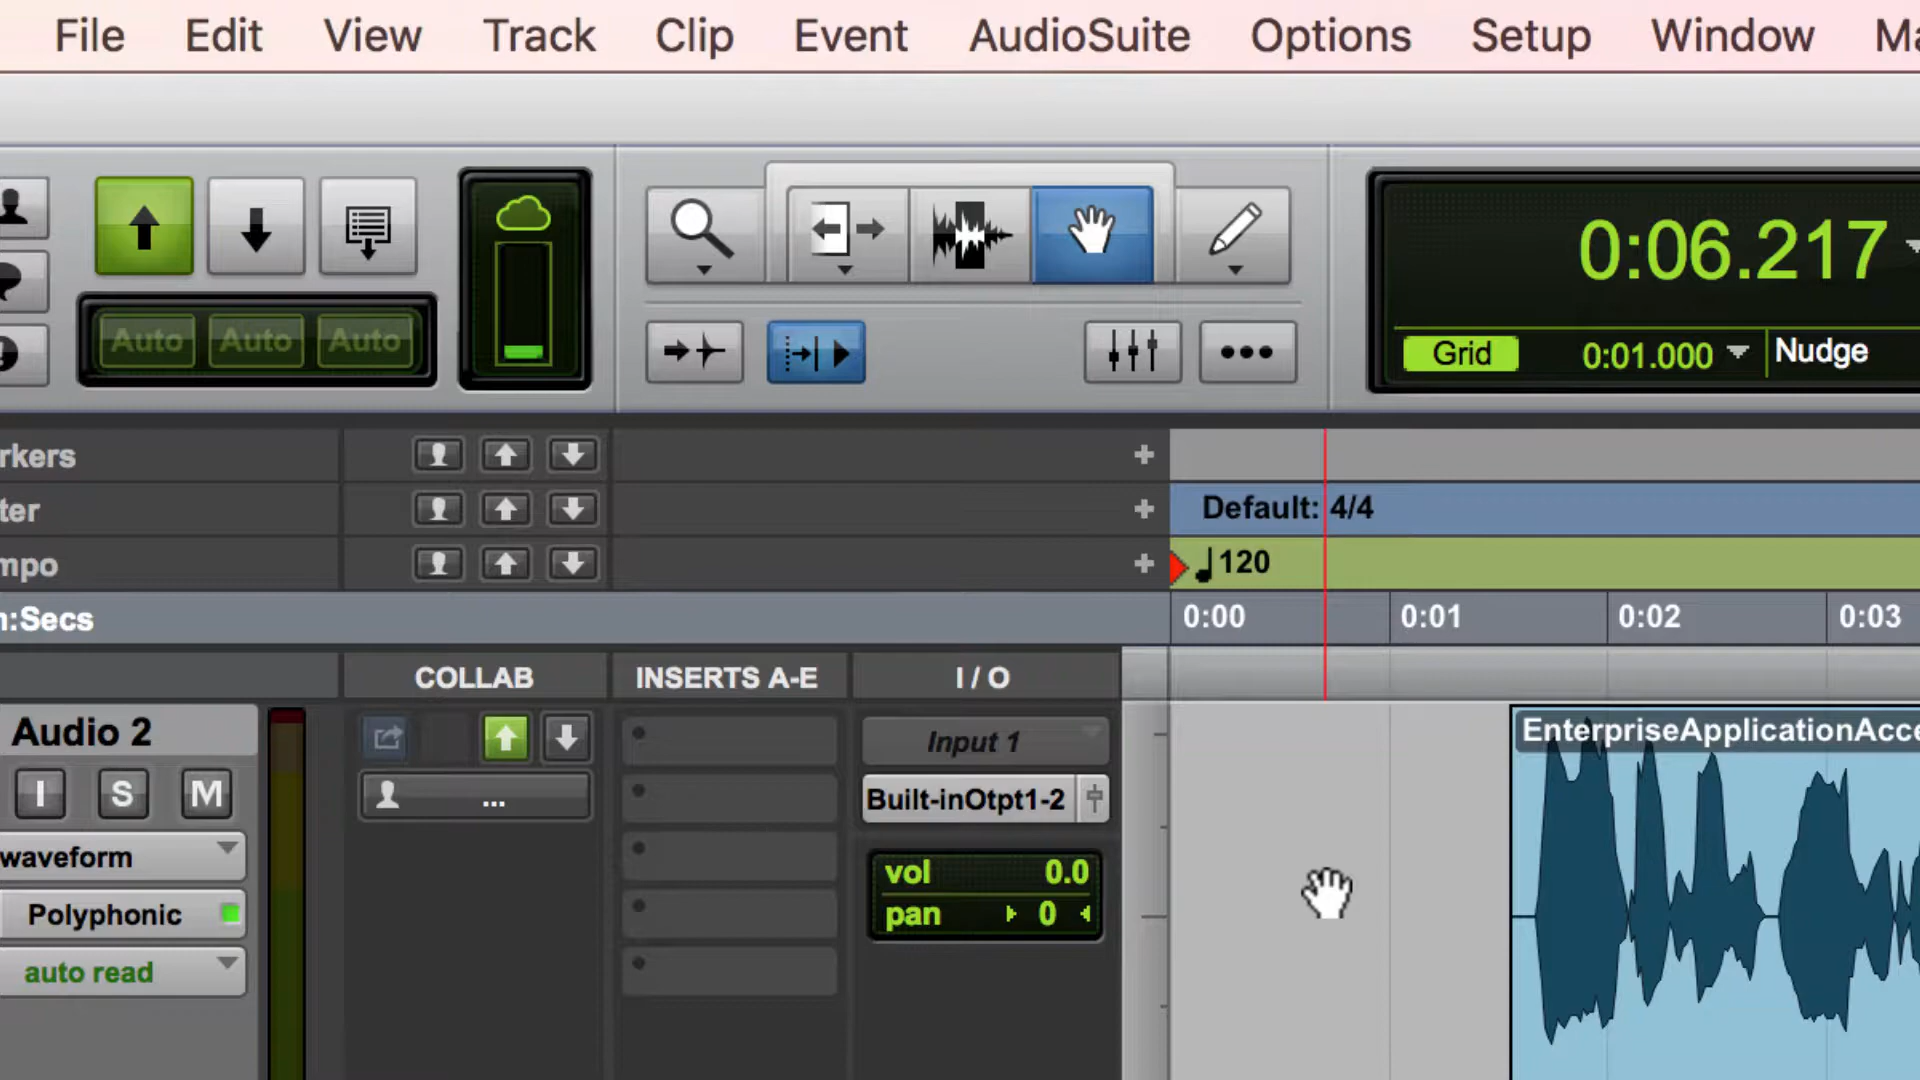 File Edit View Track Clip Event AudioSuite Options Setup Window Ma
0:06.217
Auto Auto Auto
Grid 0:01.000 Nudge
rkers
ter
Default: 4/4
mpo
120
n:Secs
0:00 0:01 0:02 0:03
COLLAB INSERTS A-E I / O
Audio 2
Input 1
EnterpriseApplicationAcce
I S M
...
Built-inOtpt1-2
waveform
vol 0.0
Polyphonic
pan 0
auto read